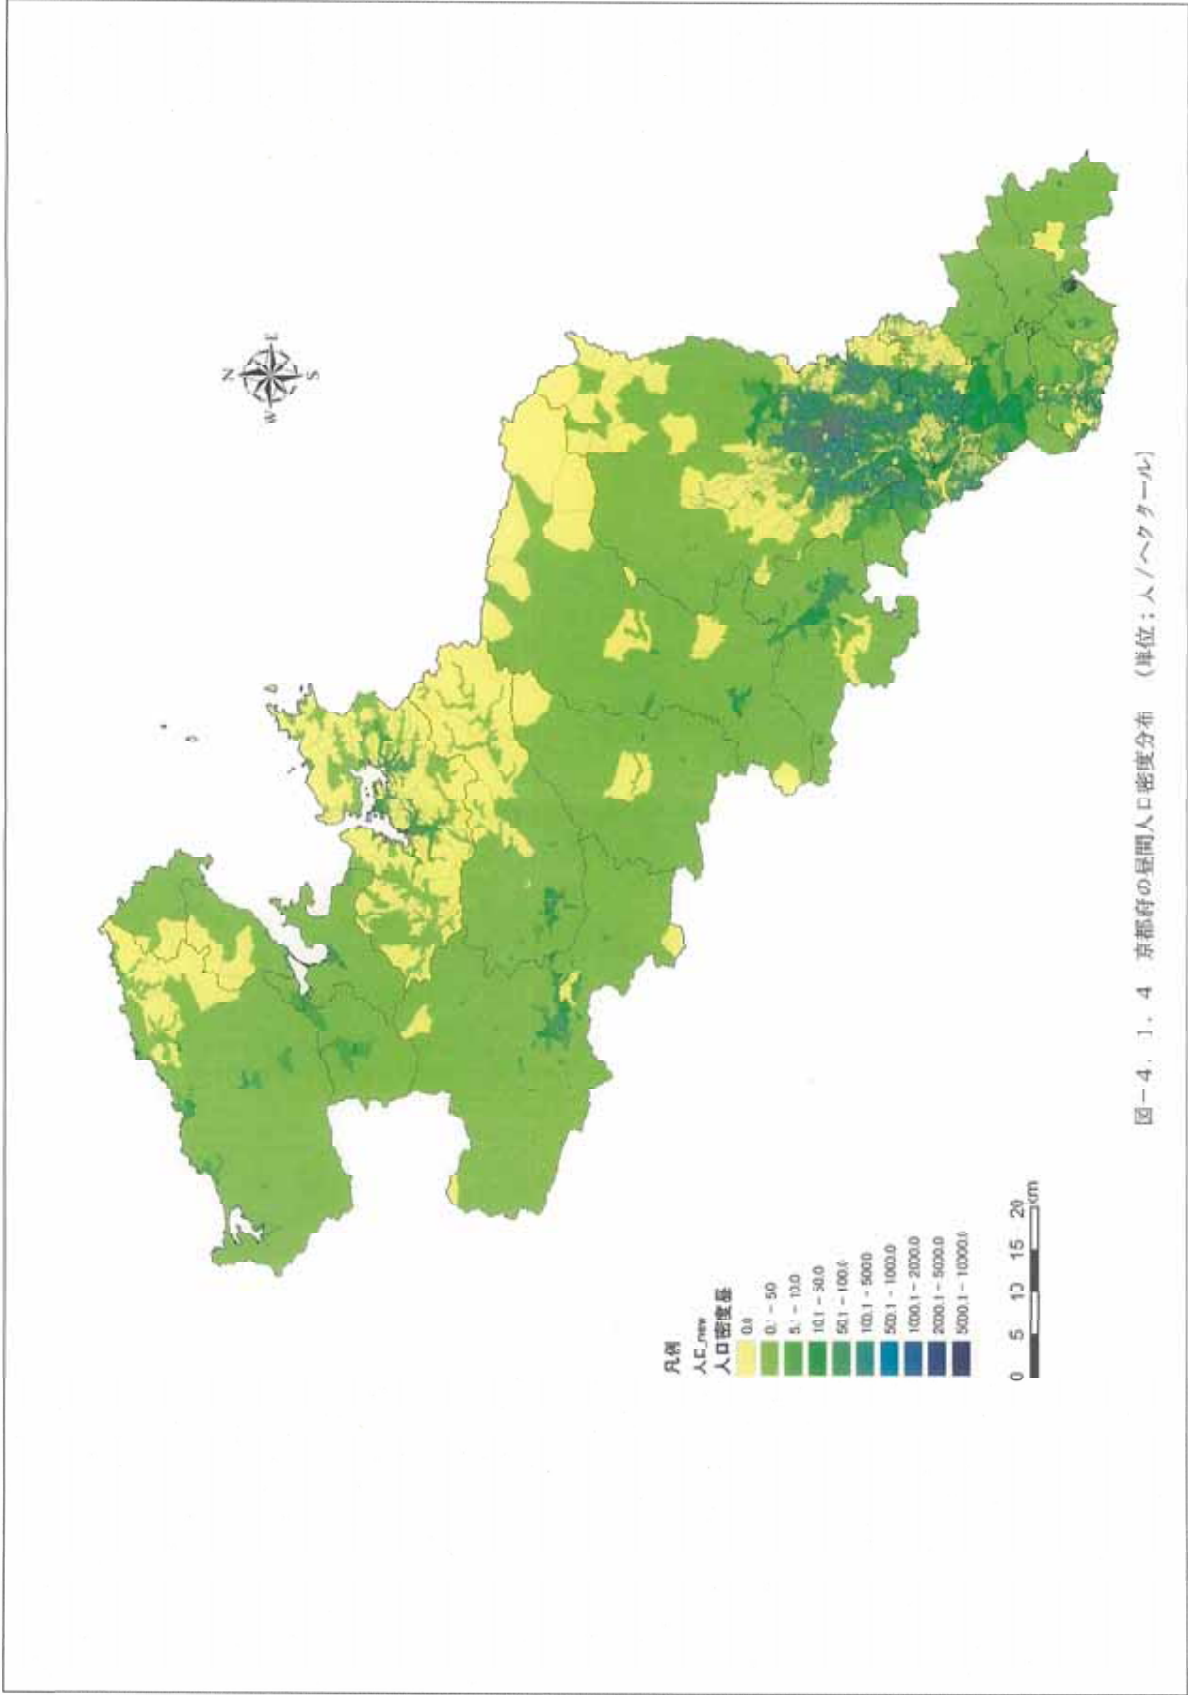 N
W
E
S
凡例
人口_new
人口密度昼
0.0
0.1 - 5.0
5.1 - 10.0
10.1 - 50.0
50.1 - 100.0
100.1 - 500.0
500.1 - 1000.0
1000.1 - 2000.0
2000.1 - 5000.0
5000.1 - 10000.0
0 5 10 15 20
km
図－4．1．4 京都府の昼間人口密度分布 （単位；人／ヘクタール）